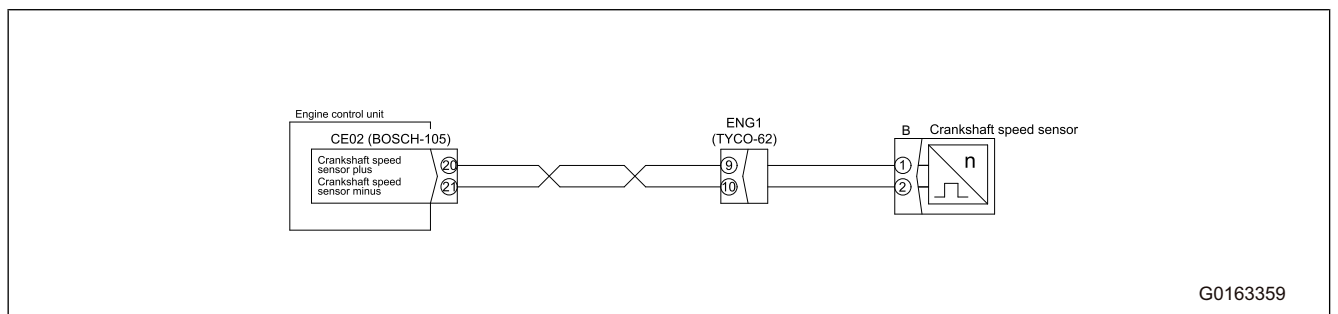 Engine control unit
CE02 (BOSCH-105)
Crankshaft speed
sensor plus
Crankshaft speed
sensor minus
20
21
ENG1
(TYCO-62)
9
10
B
Crankshaft speed sensor
1
2
n
G0163359